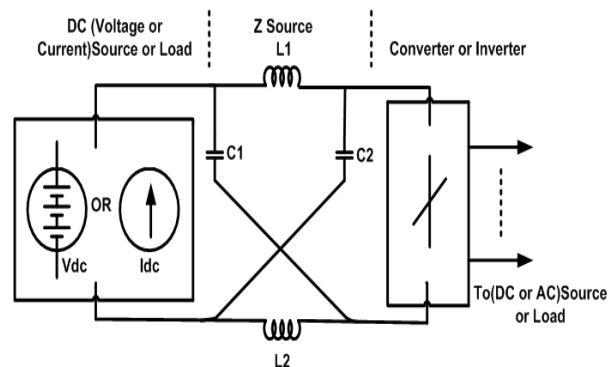 DC (Voltage or
Current)Source or Load
Z Source
L1
Converter or Inverter
C1
C2
OR
Vdc
Idc
To(DC or AC)Source
or Load
L2